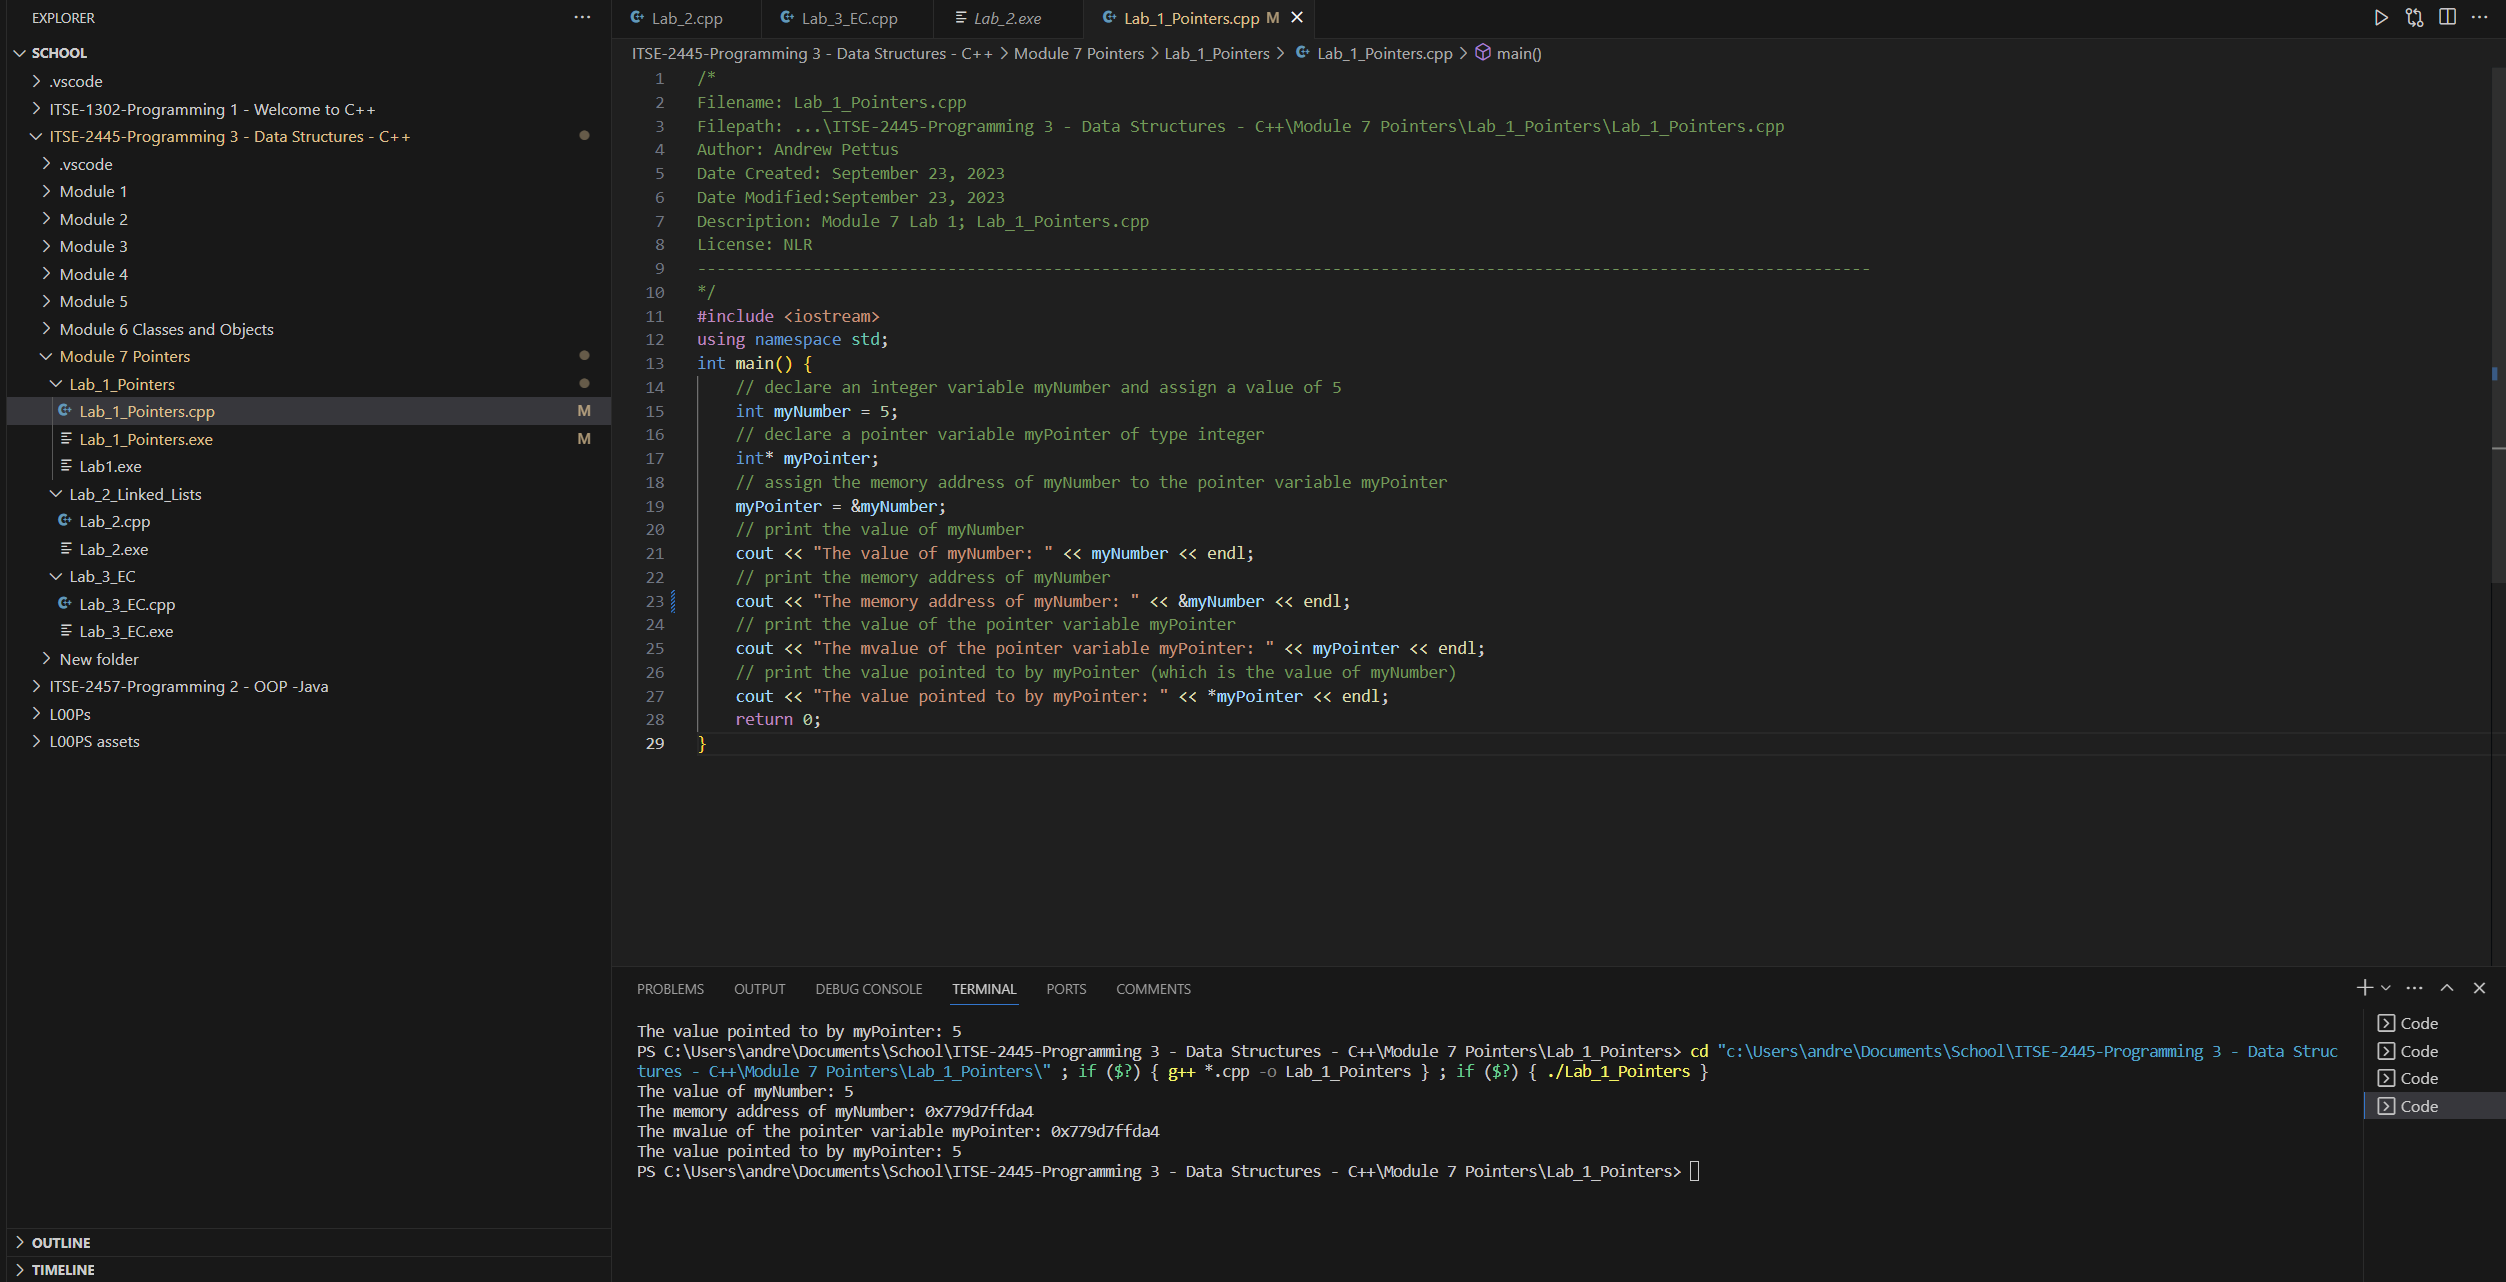 EXPLORER
SCHOOL
.vscode
ITSE-1302-Programming 1 - Welcome to C++
ITSE-2445-Programming 3 - Data Structures - C++
.vscode
Module 1
Module 2
Module 3
Module 4
Module 5
Module 6 Classes and Objects
Module 7 Pointers
Lab_1_Pointers
Lab_1_Pointers.cpp M
Lab_1_Pointers.exe M
Lab1.exe
Lab_2_Linked_Lists
Lab_2.cpp
Lab_2.exe
Lab_3_EC
Lab_3_EC.cpp
Lab_3_EC.exe
New folder
ITSE-2457-Programming 2 - OOP -Java
L00Ps
L00PS assets
OUTLINE
TIMELINE
Lab_2.cpp Lab_3_EC.cpp Lab_2.exe Lab_1_Pointers.cpp M
ITSE-2445-Programming 3 - Data Structures - C++ > Module 7 Pointers > Lab_1_Pointers > Lab_1_Pointers.cpp > main()
1 /*
2 Filename: Lab_1_Pointers.cpp
3 Filepath: ...\ITSE-2445-Programming 3 - Data Structures - C++\Module 7 Pointers\Lab_1_Pointers\Lab_1_Pointers.cpp
4 Author: Andrew Pettus
5 Date Created: September 23, 2023
6 Date Modified:September 23, 2023
7 Description: Module 7 Lab 1; Lab_1_Pointers.cpp
8 License: NLR
9 --------------------------------------------------------------------------------------------------------------------------
10 */
11 #include <iostream>
12 using namespace std;
13 int main() {
14     // declare an integer variable myNumber and assign a value of 5
15     int myNumber = 5;
16     // declare a pointer variable myPointer of type integer
17     int* myPointer;
18     // assign the memory address of myNumber to the pointer variable myPointer
19     myPointer = &myNumber;
20     // print the value of myNumber
21     cout << "The value of myNumber: " << myNumber << endl;
22     // print the memory address of myNumber
23     cout << "The memory address of myNumber: " << &myNumber << endl;
24     // print the value of the pointer variable myPointer
25     cout << "The mvalue of the pointer variable myPointer: " << myPointer << endl;
26     // print the value pointed to by myPointer (which is the value of myNumber)
27     cout << "The value pointed to by myPointer: " << *myPointer << endl;
28     return 0;
29 }
PROBLEMS OUTPUT DEBUG CONSOLE TERMINAL PORTS COMMENTS
The value pointed to by myPointer: 5
PS C:\Users\andre\Documents\School\ITSE-2445-Programming 3 - Data Structures - C++\Module 7 Pointers\Lab_1_Pointers> cd "c:\Users\andre\Documents\School\ITSE-2445-Programming 3 - Data Struc
tures - C++\Module 7 Pointers\Lab_1_Pointers\" ; if ($?) { g++ *.cpp -o Lab_1_Pointers } ; if ($?) { ./Lab_1_Pointers }
The value of myNumber: 5
The memory address of myNumber: 0x779d7ffda4
The mvalue of the pointer variable myPointer: 0x779d7ffda4
The value pointed to by myPointer: 5
PS C:\Users\andre\Documents\School\ITSE-2445-Programming 3 - Data Structures - C++\Module 7 Pointers\Lab_1_Pointers>
Code
Code
Code
Code